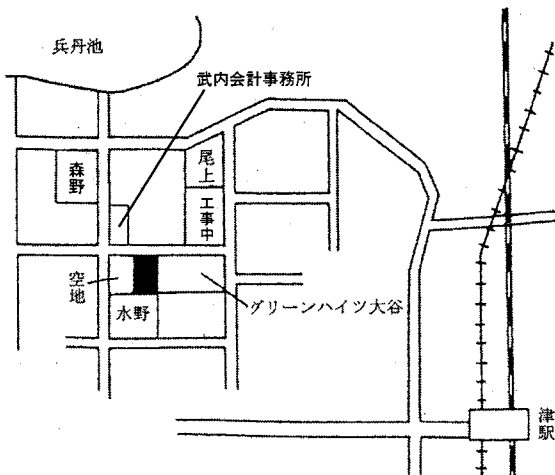 兵丹池
武内会計事務所
森野
尾上
工事中
空地
水野
グリーンハイツ大谷
津駅